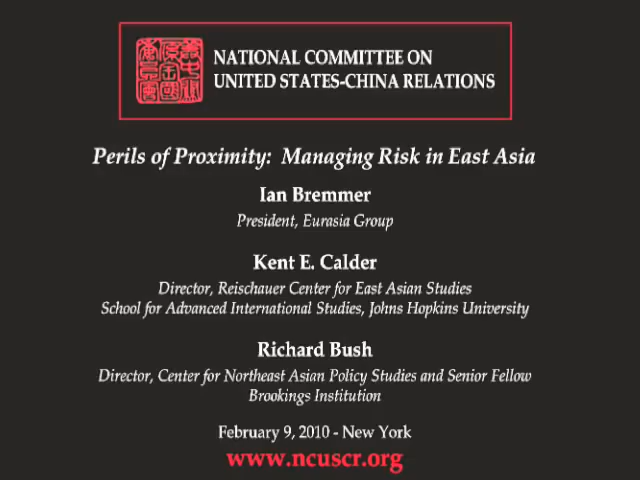 NATIONAL COMMITTEE ON
UNITED STATES-CHINA RELATIONS
Perils of Proximity: Managing Risk in East Asia
Ian Bremmer
President, Eurasia Group
Kent E. Calder
Director, Reischauer Center for East Asian Studies
School for Advanced International Studies, Johns Hopkins University
Richard Bush
Director, Center for Northeast Asian Policy Studies and Senior Fellow
Brookings Institution
February 9, 2010 - New York
www.ncuscr.org